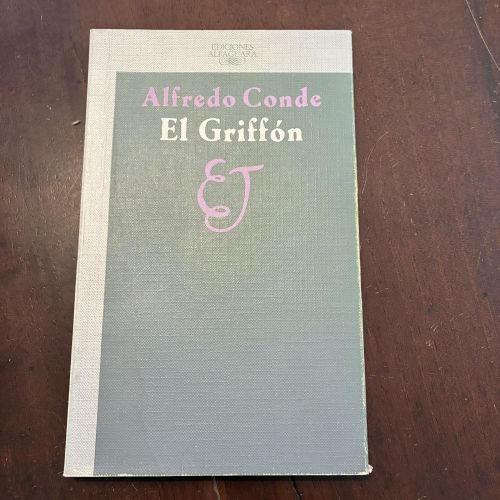 EDICIONES
ALFAGUARA
Alfredo Conde
El Griffón